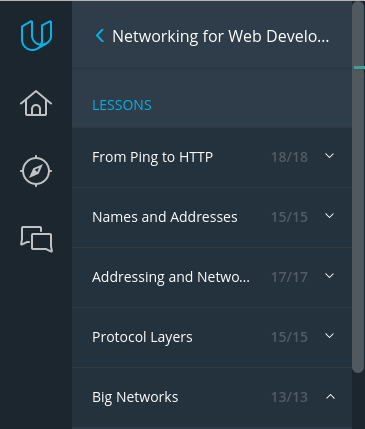 Networking for Web Develo...
LESSONS
From Ping to HTTP 18/18
Names and Addresses 15/15
Addressing and Netwo... 17/17
Protocol Layers 15/15
Big Networks 13/13